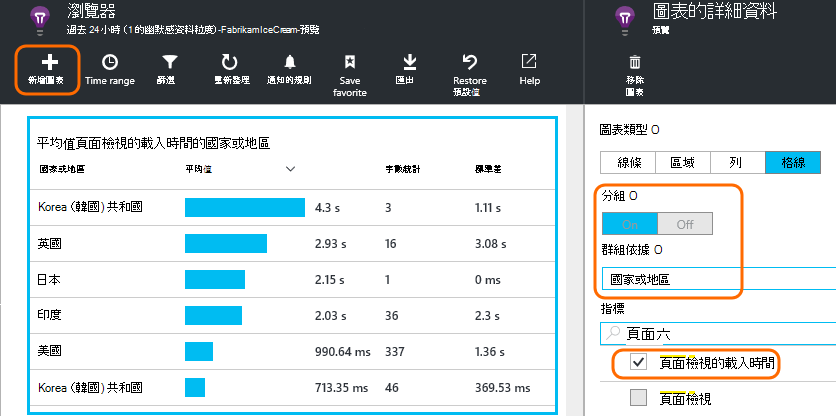 瀏覽器
過去 24小時 (1的幽默感資料粒度)-FabrikamIceCream-預覽
新增圖表
Time range
篩選
重新整理
通知的規則
Save
favorite
匯出
Restore
預設值
Help
平均值頁面檢視的載入時間的國家或地區
國家或地區 平均值 字數統計 標準差
Korea (韓國) 共和國 4.3 s 3 1.11 s
英國 2.93 s 16 3.08 s
日本 2.15 s 1 0 ms
印度 2.03 s 36 2.3 s
美國 990.64 ms 337 1.36 s
Korea (韓國) 共和國 713.35 ms 46 369.53 ms
圖表的詳細資料
預覽
移除
圖表
圖表類型 O
線條 區域 列 格線
分組 O
On Off
群組依據 O
國家或地區
指標
頁面六
頁面檢視的載入時間
頁面檢視